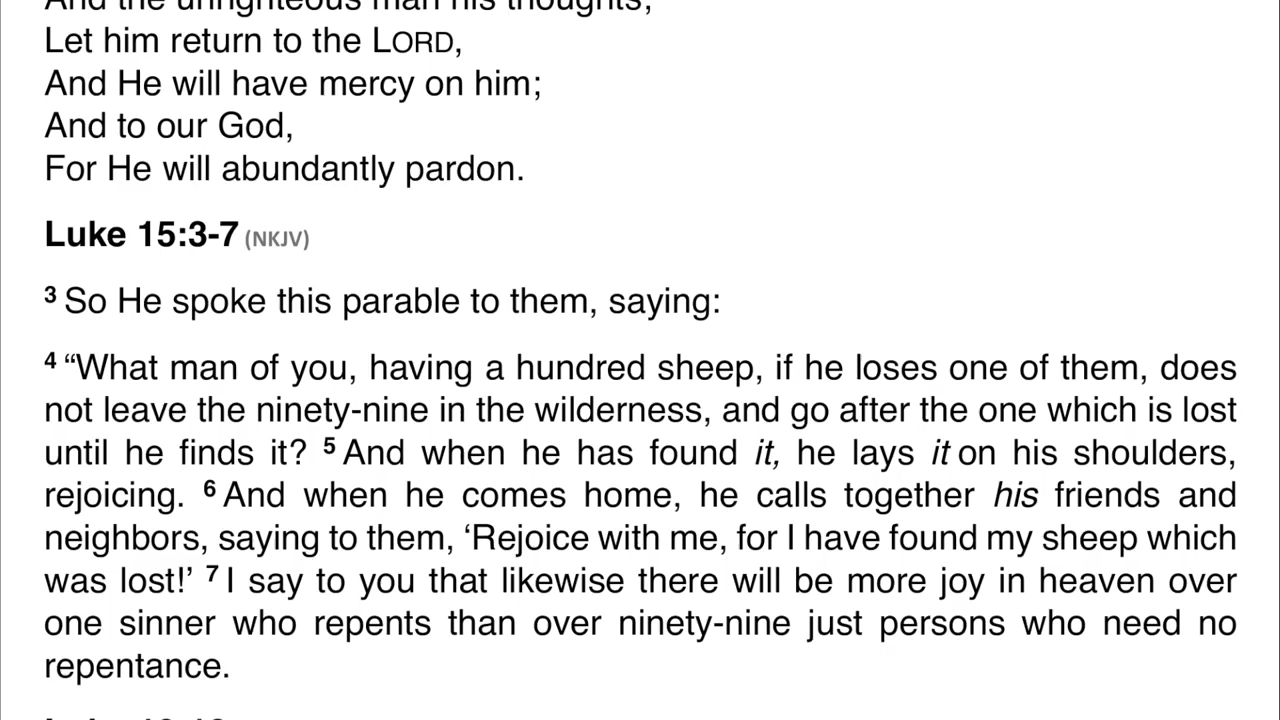 And the unrighteous man his thoughts;
Let him return to the LORD,
And He will have mercy on him;
And to our God,
For He will abundantly pardon.
Luke 15:3-7 (NKJV)
3 So He spoke this parable to them, saying:
4 “What man of you, having a hundred sheep, if he loses one of them, does
not leave the ninety-nine in the wilderness, and go after the one which is lost
until he finds it? 5 And when he has found it, he lays it on his shoulders,
rejoicing. 6 And when he comes home, he calls together his friends and
neighbors, saying to them, ‘Rejoice with me, for I have found my sheep which
was lost!’ 7 I say to you that likewise there will be more joy in heaven over
one sinner who repents than over ninety-nine just persons who need no
repentance.